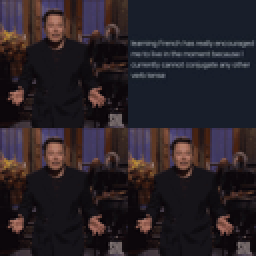 learning French has really encouraged
me to live in the moment because I
currently cannot conjugate any other
verb tense